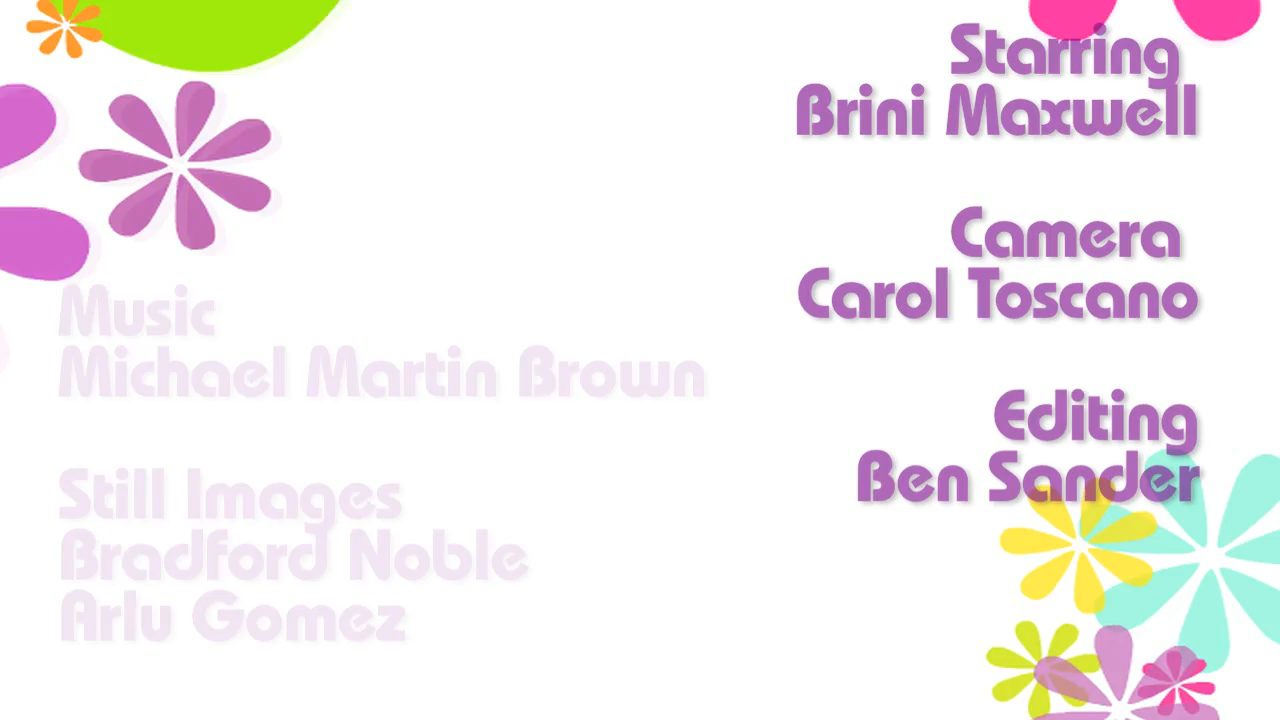 Starring
Brini Maxwell
Camera
Carol Toscano
Editing
Ben Sander
Music
Michael Martin Brown
Still Images
Bradford Noble
Arlu Gomez